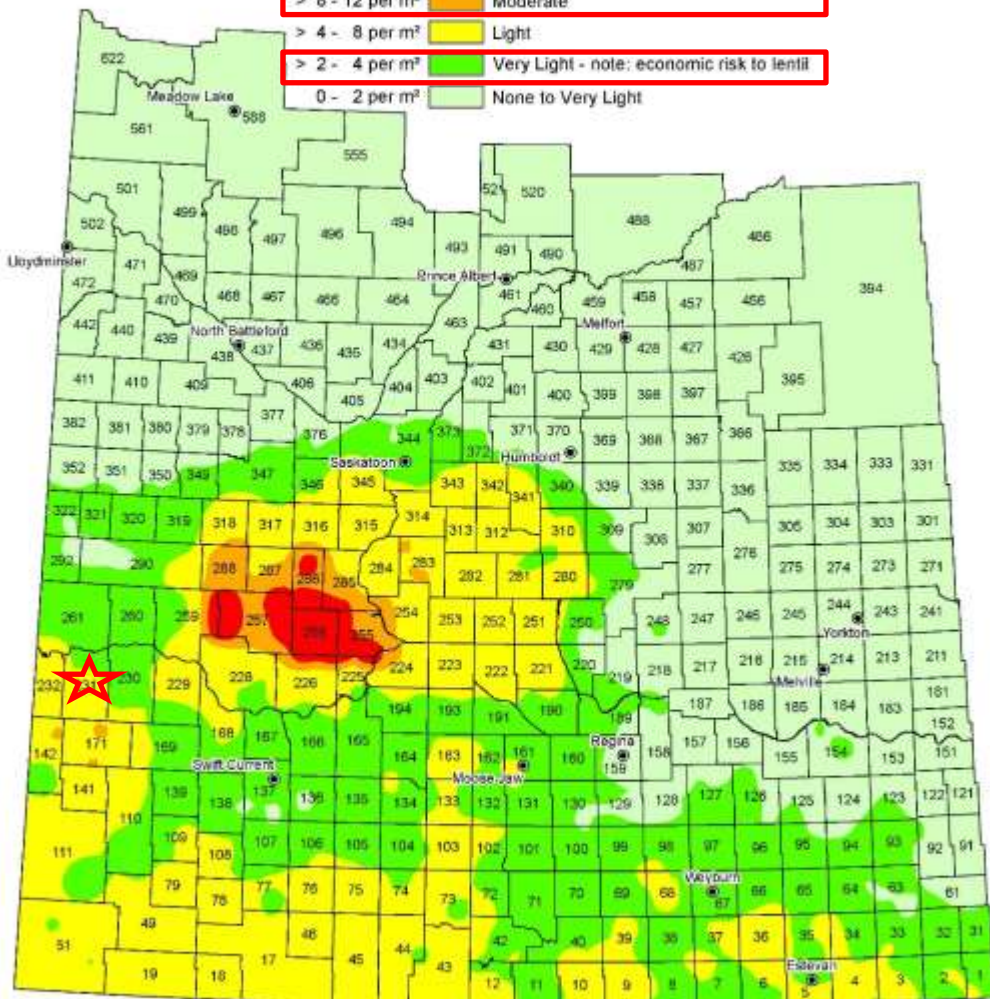 > 8 - 12 per m² Moderate
> 4 - 8 per m² Light
> 2 - 4 per m² Very Light - note: economic risk to lentil
0 - 2 per m² None to Very Light
622
Meadow Lake 588
561
555
501 499 498 497 496 494 521 520 488 486
502 493 491 490 487
Lloydminster 471 469 Prince Albert
472 470 468 467 466 464 461 460 459 458 457 456 394
442 440 439 North Battleford 463 Melfort
438 437 436 435 434 431 430 429 428 427 426
411 410 409 406 405 404 403 402 401 400 399 398 397 395
382 381 380 379 378 377 376 344 373 372 371 370 369 368 367 366
352 351 350 349 347 346 Saskatoon 345 343 342 341 Humboldt 340 339 338 337 336 335 334 333 331
322 321 320 319 318 317 316 315 314 313 312 310 309 308 307 305 304 303 301
292 290 288 287 286 285 284 283 282 281 280 279 277 276 275 274 273 271
261 260 259 257 256 255 254 253 252 251 250 248 247 246 245 244 243 241
Yorkton
232 231 230 229 228 226 225 224 223 222 221 220 219 218 217 216 215 214 213 211
Melville
194 193 191 190 189 187 186 185 184 183 181
142 171 169 168 167 166 165 164 163 162 161 160 Regina 159 158 157 156 155 154 153 152 151
Swift Current Moose Jaw
141 139 138 137 136 135 134 133 132 131 130 129 128 127 126 125 124 123 122 121
111 110 109 108 107 106 105 104 103 102 101 100 99 98 97 96 95 94 93 92 91
79 78 77 76 75 74 73 72 71 70 69 68 Weyburn 67 66 65 64 63 61
51 49 46 45 44 43 42 40 39 38 37 36 35 34 33 32 31
19 18 17 12 11 10 9 8 7 6 Estevan 5 4 3 2 1